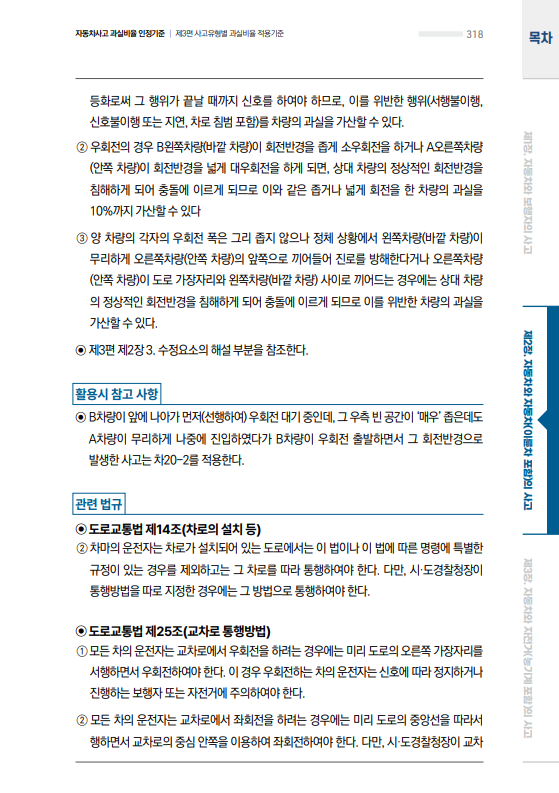 자동차사고 과실비율 인정기준 | 제3편 사고유형별 과실비율 적용기준
318
목차
등화로써 그 행위가 끝날 때까지 신호를 하여야 하므로, 이를 위반한 행위(서행불이행,
신호불이행 또는 지연, 차로 침범 포함)를 차량의 과실을 가산할 수 있다.
② 우회전의 경우 B왼쪽차량(바깥 차량)이 회전반경을 좁게 소우회전을 하거나 A오른쪽차량
(안쪽 차량)이 회전반경을 넓게 대우회전을 하게 되면, 상대 차량의 정상적인 회전반경을
침해하게 되어 충돌에 이르게 되므로 이와 같은 좁거나 넓게 회전을 한 차량의 과실을
10%까지 가산할 수 있다
③ 양 차량의 각자의 우회전 폭은 그리 좁지 않으나 정체 상황에서 왼쪽차량(바깥 차량)이
무리하게 오른쪽차량(안쪽 차량)의 앞쪽으로 끼어들어 진로를 방해한다거나 오른쪽차량
(안쪽 차량)이 도로 가장자리와 왼쪽차량(바깥 차량) 사이로 끼어드는 경우에는 상대 차량
의 정상적인 회전반경을 침해하게 되어 충돌에 이르게 되므로 이를 위반한 차량의 과실을
가산할 수 있다.
◉ 제3편 제2장 3. 수정요소의 해설 부분을 참조한다.
활용시 참고 사항
◉ B차량이 앞에 나아가 먼저(선행하여) 우회전 대기 중인데, 그 우측 빈 공간이 '매우' 좁은데도
A차량이 무리하게 나중에 진입하였다가 B차량이 우회전 출발하면서 그 회전반경으로
발생한 사고는 차20-2를 적용한다.
관련 법규
◉ 도로교통법 제14조(차로의 설치 등)
② 차마의 운전자는 차로가 설치되어 있는 도로에서는 이 법이나 이 법에 따른 명령에 특별한
규정이 있는 경우를 제외하고는 그 차로를 따라 통행하여야 한다. 다만, 시·도경찰청장이
통행방법을 따로 지정한 경우에는 그 방법으로 통행하여야 한다.
◉ 도로교통법 제25조(교차로 통행방법)
① 모든 차의 운전자는 교차로에서 우회전을 하려는 경우에는 미리 도로의 오른쪽 가장자리를
서행하면서 우회전하여야 한다. 이 경우 우회전하는 차의 운전자는 신호에 따라 정지하거나
진행하는 보행자 또는 자전거에 주의하여야 한다.
② 모든 차의 운전자는 교차로에서 좌회전을 하려는 경우에는 미리 도로의 중앙선을 따라서
행하면서 교차로의 중심 안쪽을 이용하여 좌회전하여야 한다. 다만, 시·도경찰청장이 교차
제1장. 자동차와 보행자의 사고
제2장. 자동차와 자동차(이륜차 포함)의 사고
제3장. 자동차와 자전거(농기계 포함)의 사고